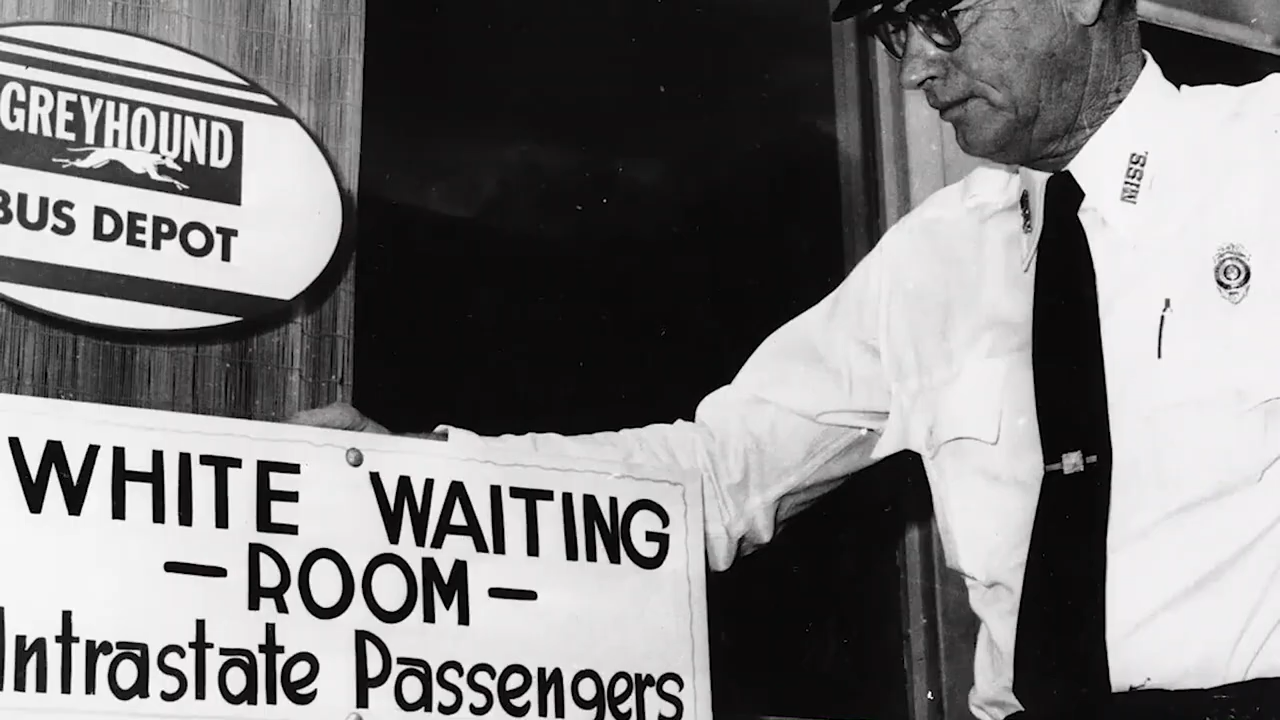 GREYHOUND
BUS DEPOT
MISS.
WHITE WAITING
- ROOM -
Intrastate Passengers